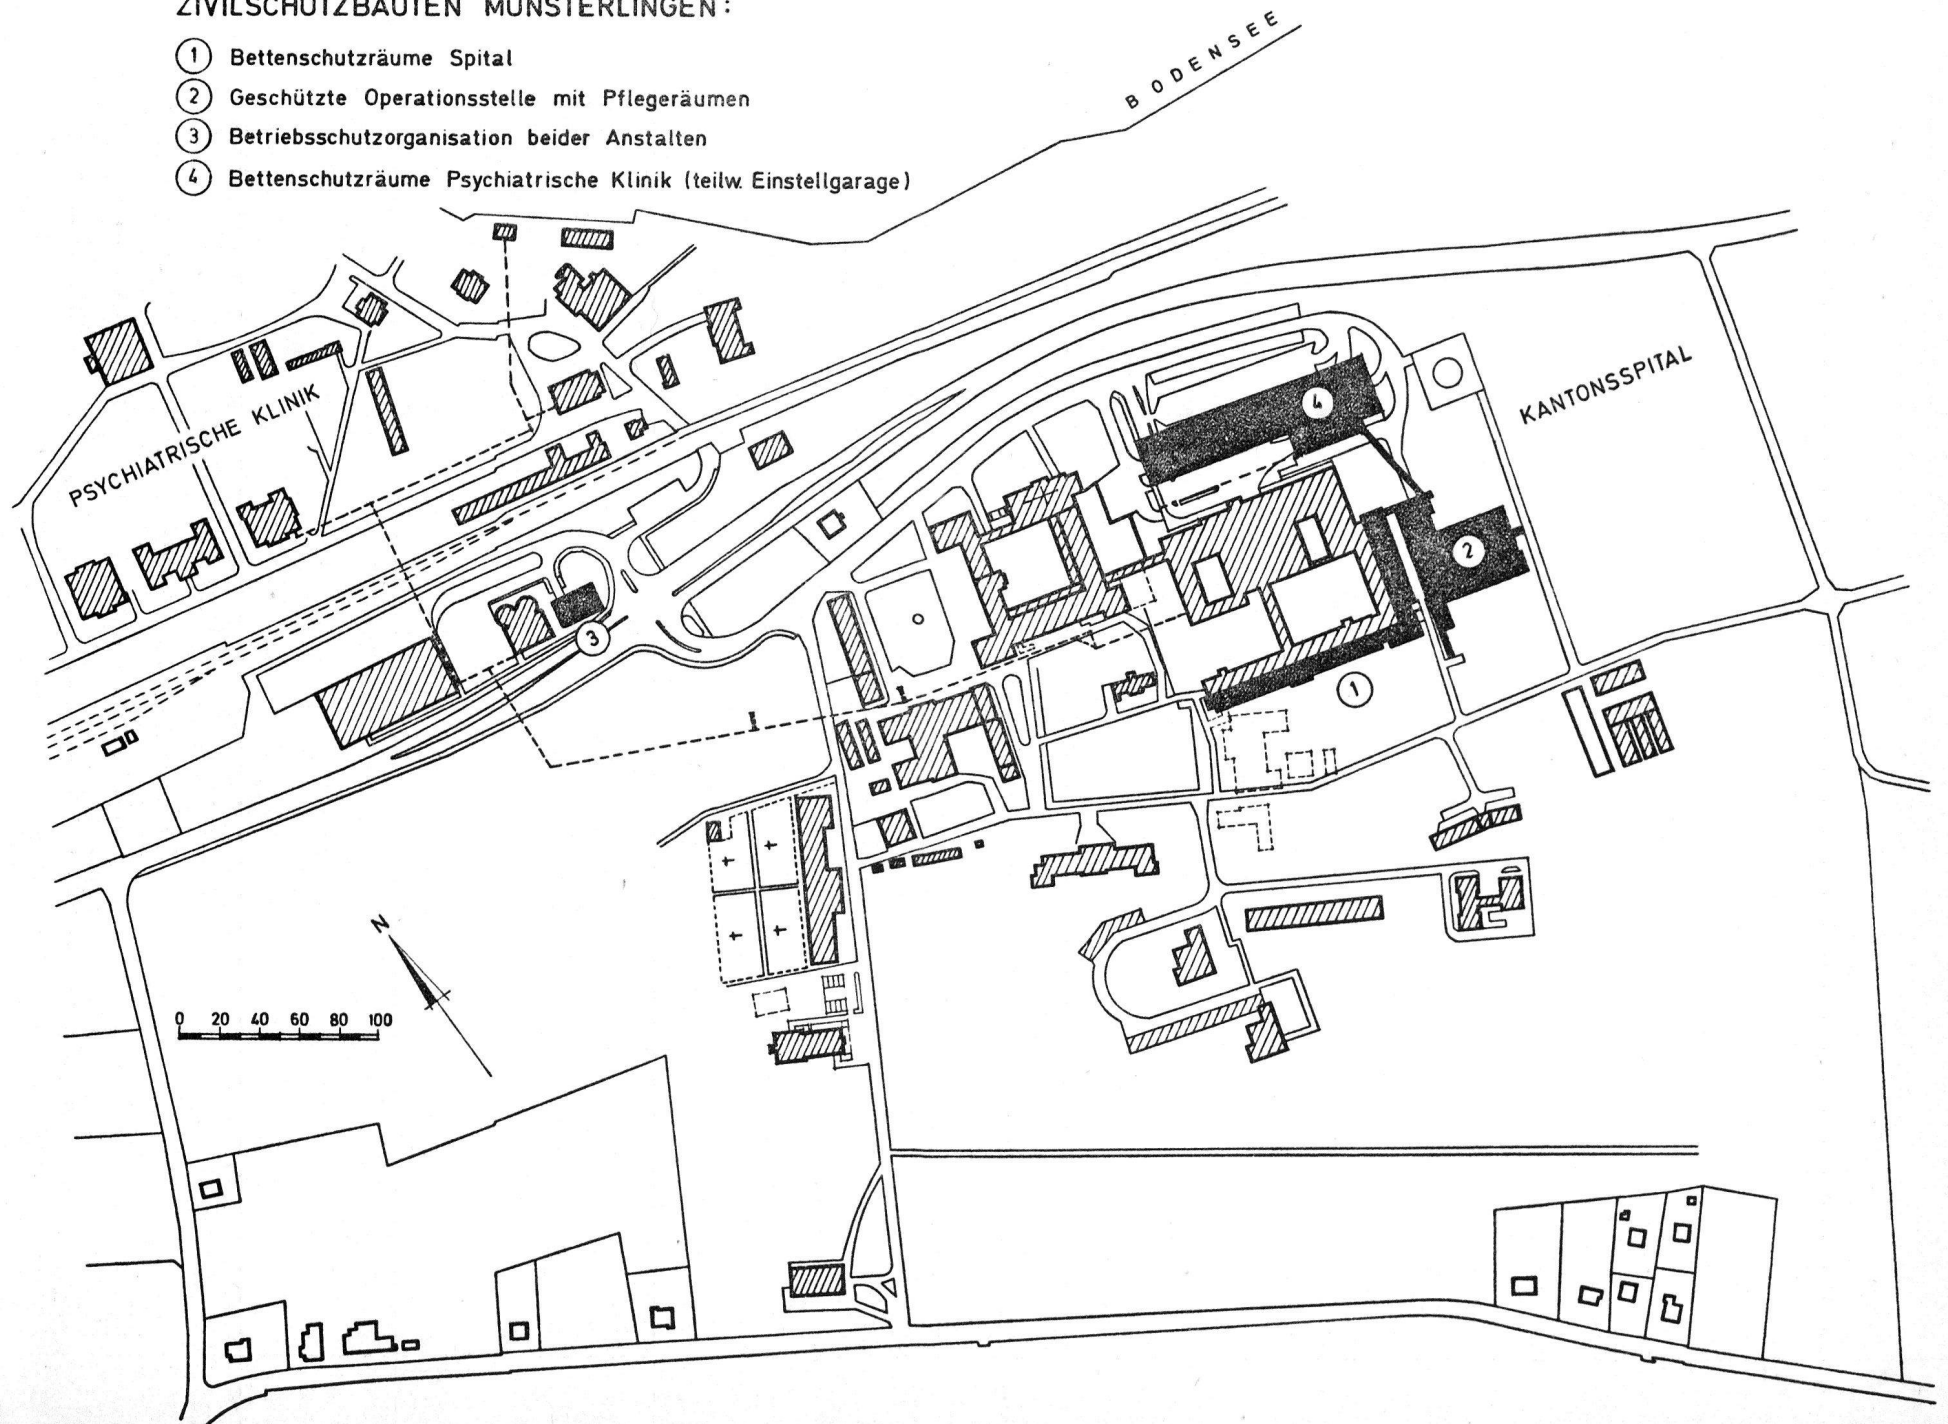 ZIVILSCHUTZBAUTEN MÜNSTERLINGEN:
1 Bettenschutzräume Spital
2 Geschützte Operationsstelle mit Pflegeräumen
3 Betriebsschutzorganisation beider Anstalten
4 Bettenschutzräume Psychiatrische Klinik (teilw. Einstellgarage)
BODENSEE
PSYCHIATRISCHE KLINIK
KANTONSSPITAL
4
2
3
1
N
0 20 40 60 80 100